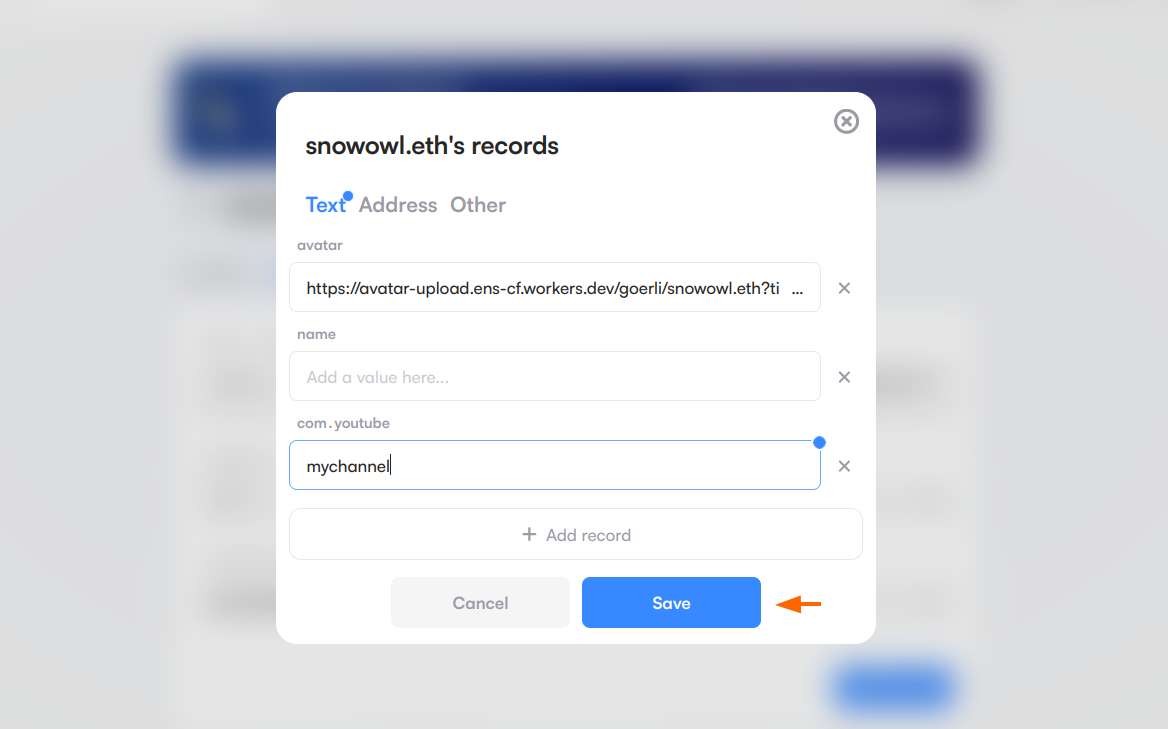 snowowl.eth's records
Text Address Other
avatar
https://avatar-upload.ens-cf.workers.dev/goerli/snowowl.eth?ti ...
name
Add a value here...
com.youtube
mychannel
+ Add record
Cancel Save